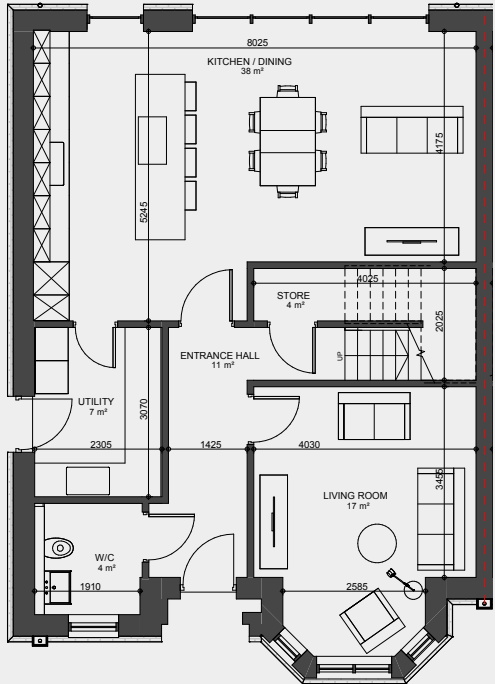 8025
KITCHEN / DINING
38 m²
4175
5245
4025
STORE
4 m²
2025
ENTRANCE HALL
11 m²
UP
UTILITY
7 m²
3070
2305
1425
4030
3455
LIVING ROOM
17 m²
W/C
4 m²
1910
2585